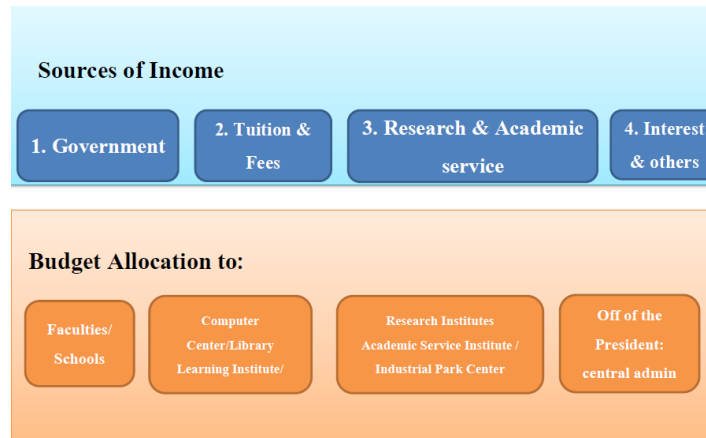 Sources of Income
1. Government
2. Tuition &
Fees
3. Research & Academic
service
4. Interest
& others
Budget Allocation to:
Faculties/
Schools
Computer
Center/Library
Learning Institute/
Research Institutes
Academic Service Institute /
Industrial Park Center
Off of the
President:
central admin